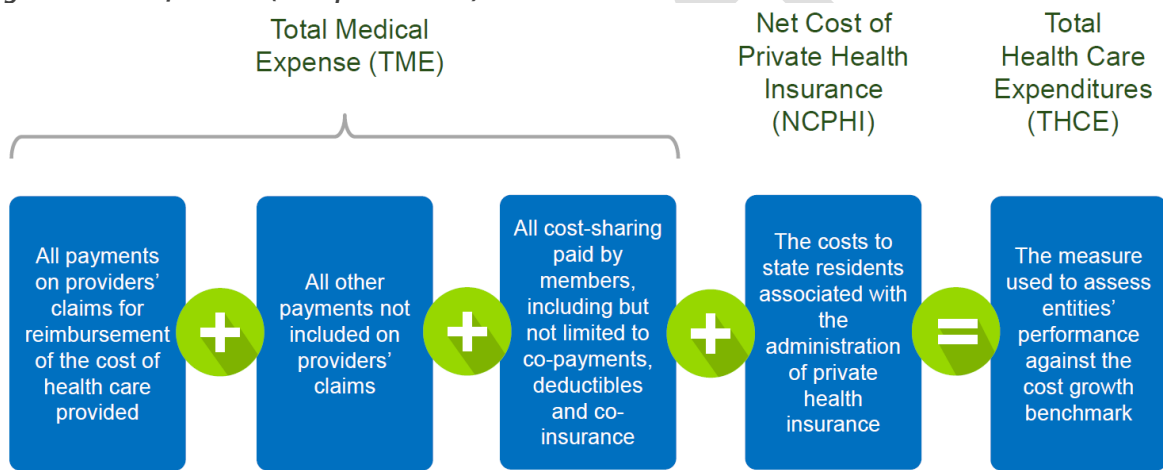 Total Medical
Expense (TME)
Net Cost of
Private Health
Insurance
(NCPHI)
Total
Health Care
Expenditures
(THCE)
All payments
on providers’
claims for
reimbursement
of the cost of
health care
provided
+
All other
payments not
included on
providers’
claims
+
All cost-sharing
paid by
members,
including but
not limited to
co-payments,
deductibles
and co-
insurance
+
The costs to
state residents
associated with
the
administration
of private
health
insurance
=
The measure
used to assess
entities’
performance
against the
cost growth
benchmark